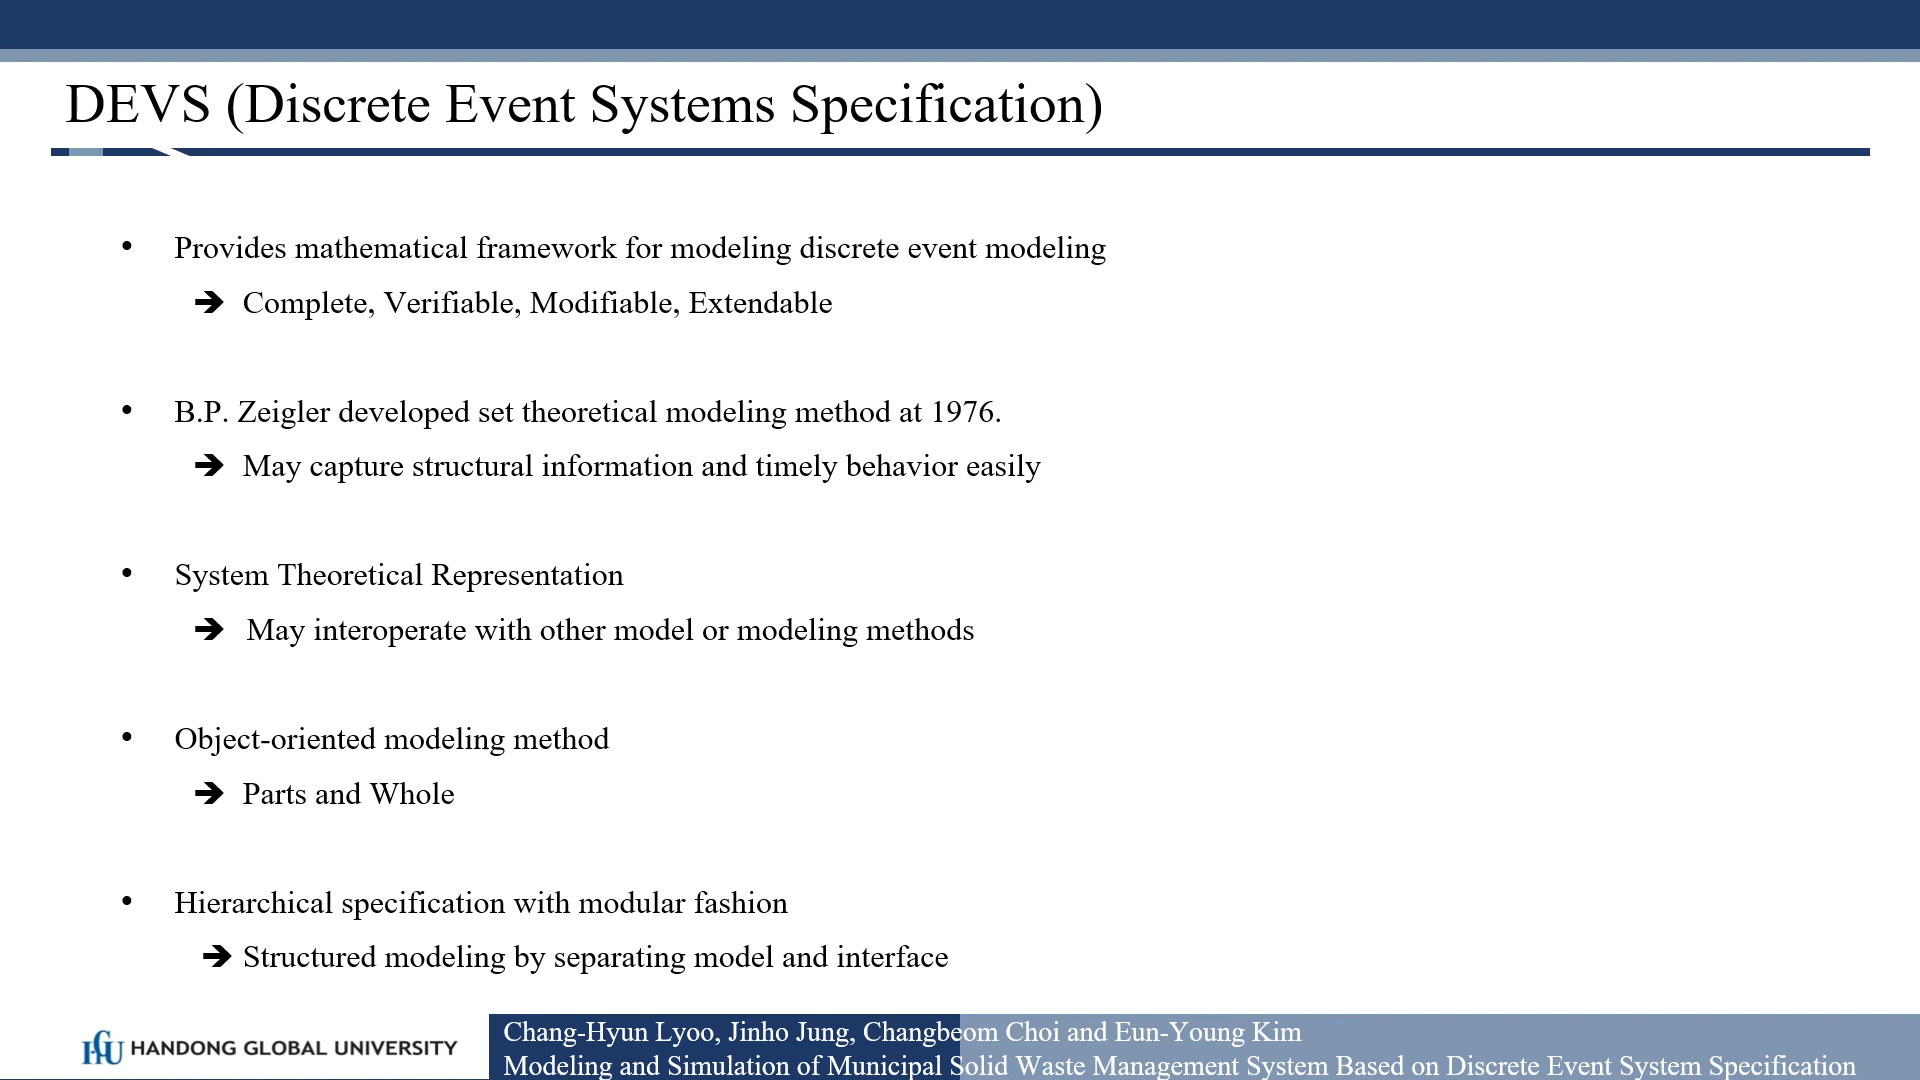 DEVS (Discrete Event Systems Specification)
• Provides mathematical framework for modeling discrete event modeling
➔ Complete, Verifiable, Modifiable, Extendable
• B.P. Zeigler developed set theoretical modeling method at 1976.
➔ May capture structural information and timely behavior easily
• System Theoretical Representation
➔ May interoperate with other model or modeling methods
• Object-oriented modeling method
➔ Parts and Whole
• Hierarchical specification with modular fashion
➔ Structured modeling by separating model and interface
HGU HANDONG GLOBAL UNIVERSITY
Chang-Hyun Lyoo, Jinho Jung, Changbeom Choi and Eun-Young Kim
Modeling and Simulation of Municipal Solid Waste Management System Based on Discrete Event System Specification